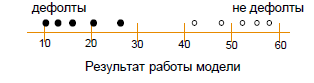 дефолты не дефолты
10 20 30 40 50 60
Результат работы модели